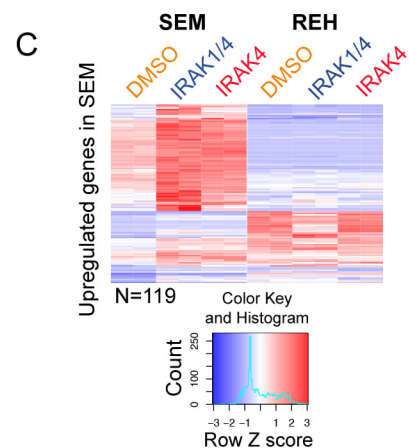 C
SEM REH
DMSO IRAK1/4 IRAK4 DMSO IRAK1/4 IRAK4
Upregulated genes in SEM
N=119
Color Key
and Histogram
Count
0 50 150 250
−3 −2 −1 0 1 2 3
Row Z score